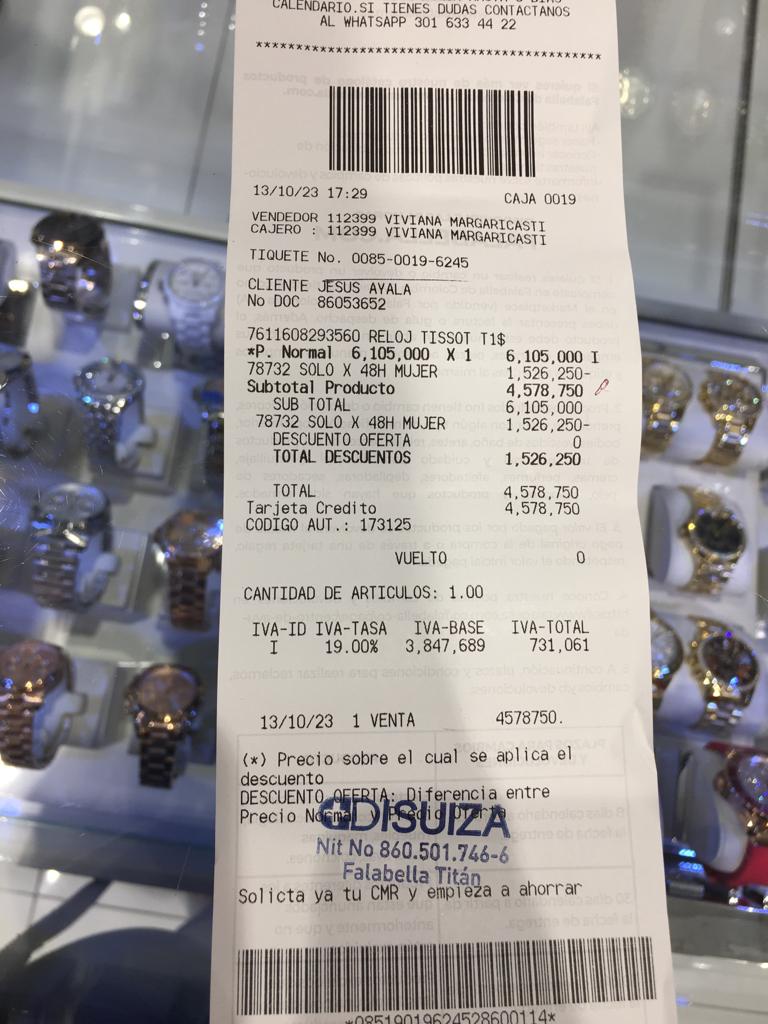 CALENDARIO.SI TIENES DUDAS CONTACTANOS
AL WHATSAPP 301 633 44 22
****************************************
13/10/23 17:29 CAJA 0019
VENDEDOR 112399 VIVIANA MARGARICASTI
CAJERO : 112399 VIVIANA MARGARICASTI
TIQUETE No. 0085-0019-6245
CLIENTE JESUS AYALA
No DOC 86053652
7611608293560 RELOJ TISSOT T1$
*P. Normal 6,105,000 X 1 6,105,000 I
78732 SOLO X 48H MUJER 1,526,250-
Subtotal Producto 4,578,750
SUB TOTAL 6,105,000
78732 SOLO X 48H MUJER 1,526,250-
DESCUENTO OFERTA 0
TOTAL DESCUENTOS 1,526,250
TOTAL 4,578,750
Tarjeta Credito 4,578,750
CODIGO AUT.: 173125
VUELTO 0
CANTIDAD DE ARTICULOS: 1.00
IVA-ID IVA-TASA IVA-BASE IVA-TOTAL
I 19.00% 3,847,689 731,061
13/10/23 1 VENTA 4578750.
(*) Precio sobre el cual se aplica el
descuento
DESCUENTO OFERTA: Diferencia entre
Precio Normal y Precio Oferta
DISUIZA
Nit No 860.501.746-6
Falabella Titán
Solicta ya tu CMR y empieza a ahorrar
*08519019624528600114*